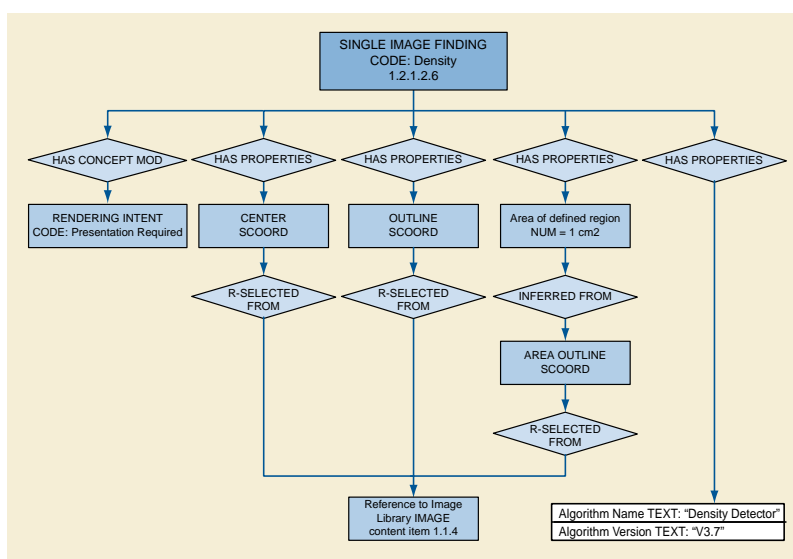 SINGLE IMAGE FINDING
CODE: Density
1.2.1.2.6
HAS CONCEPT MOD
HAS PROPERTIES
HAS PROPERTIES
HAS PROPERTIES
HAS PROPERTIES
RENDERING INTENT
CODE: Presentation Required
CENTER
SCOORD
OUTLINE
SCOORD
Area of defined region
NUM = 1 cm2
R-SELECTED
FROM
R-SELECTED
FROM
INFERRED FROM
AREA OUTLINE
SCOORD
R-SELECTED
FROM
Reference to Image
Library IMAGE
content item 1.1.4
Algorithm Name TEXT: “Density Detector”
Algorithm Version TEXT: “V3.7”